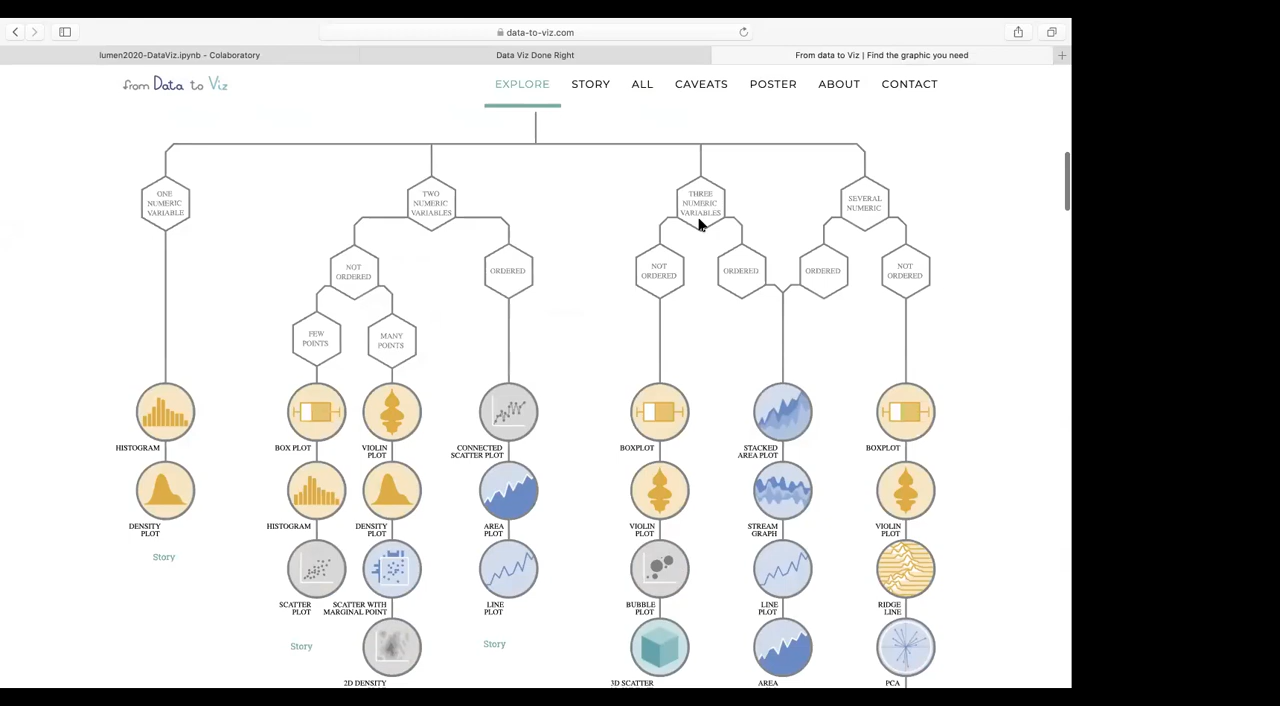 data-to-viz.com
lumen2020-DataViz.ipynb - Colaboratory
Data Viz Done Right
From data to Viz | Find the graphic you need
from Data to Viz
EXPLORE
STORY
ALL
CAVEATS
POSTER
ABOUT
CONTACT
ONE
NUMERIC
VARIABLE
TWO
NUMERIC
VARIABLES
THREE
NUMERIC
VARIABLES
SEVERAL
NUMERIC
NOT
ORDERED
ORDERED
NOT
ORDERED
ORDERED
ORDERED
NOT
ORDERED
FEW
POINTS
MANY
POINTS
HISTOGRAM
BOX PLOT
VIOLIN
PLOT
CONNECTED
SCATTER PLOT
BOXPLOT
STACKED
AREA PLOT
BOXPLOT
DENSITY
PLOT
HISTOGRAM
DENSITY
PLOT
AREA
PLOT
VIOLIN
PLOT
STREAM
GRAPH
VIOLIN
PLOT
Story
SCATTER
PLOT
SCATTER WITH
MARGINAL POINT
LINE
PLOT
BUBBLE
PLOT
LINE
PLOT
RIDGE
LINE
Story
Story
2D DENSITY
3D SCATTER
AREA
PCA